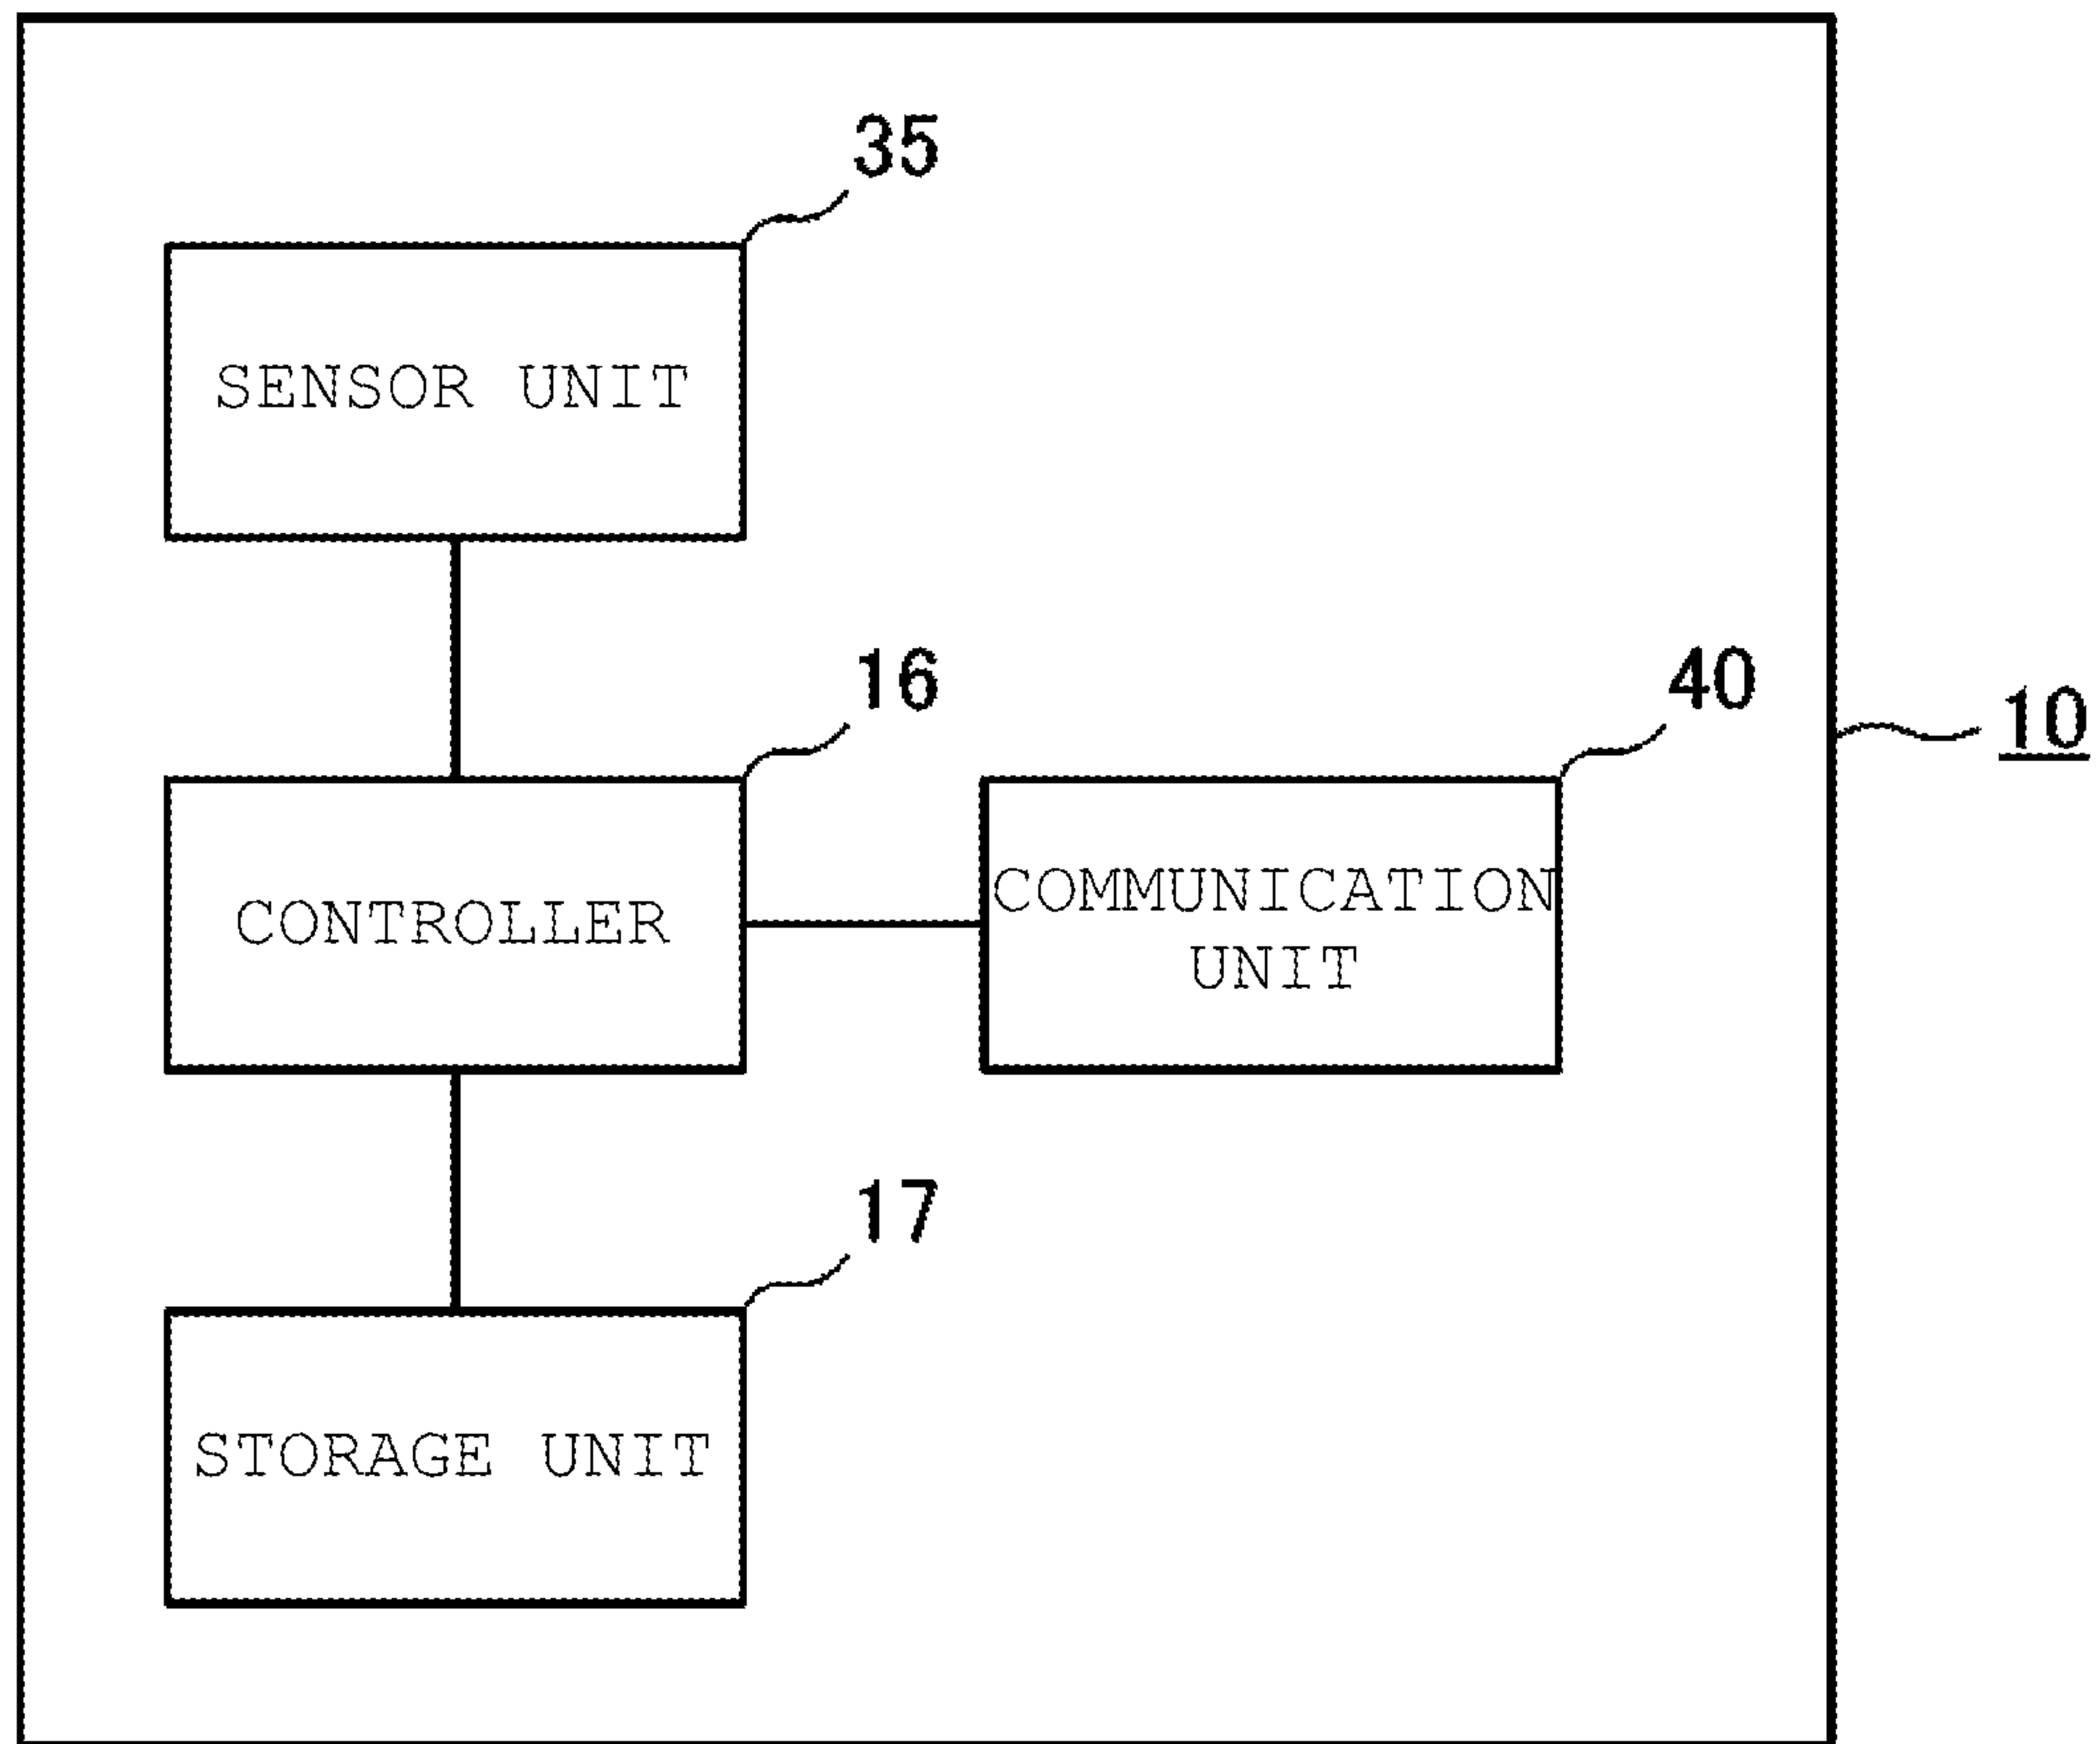 35
SENSOR UNIT
16
40
10
CONTROLLER
COMMUNICATION
UNIT
17
STORAGE UNIT